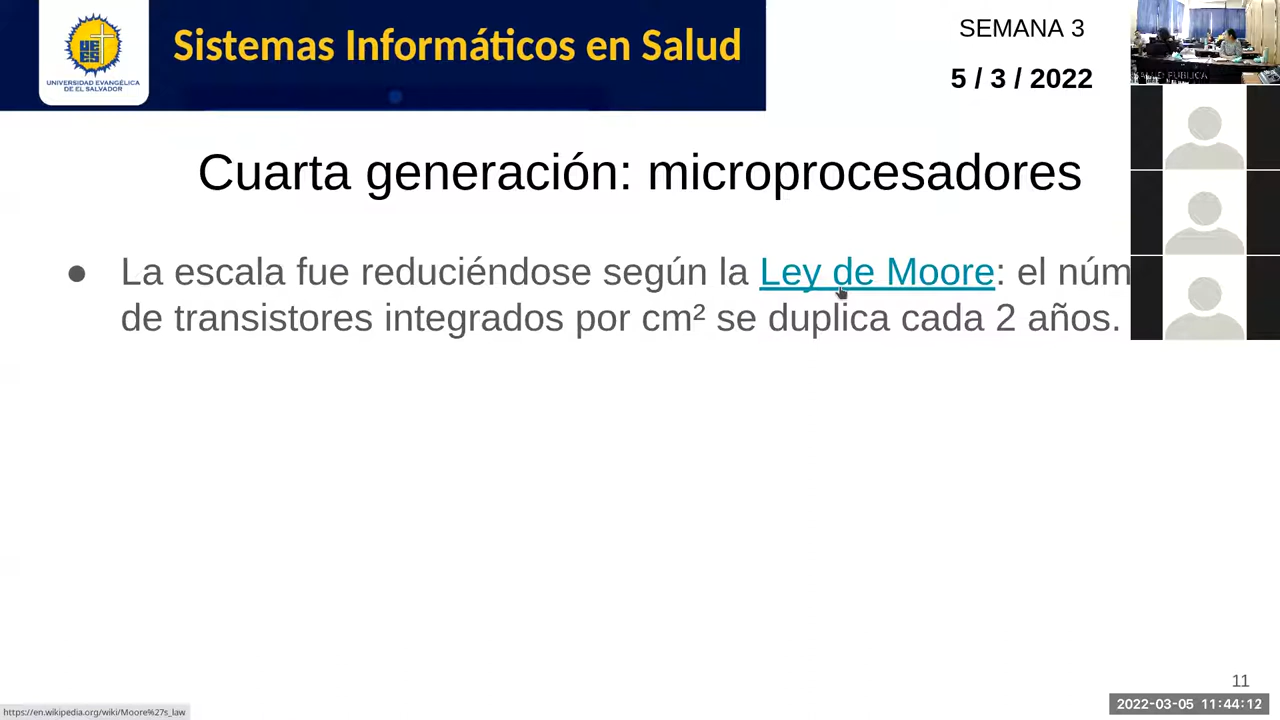 UNIVERSIDAD EVANGÉLICA
DE EL SALVADOR
Sistemas Informáticos en Salud
SEMANA 3
5 / 3 / 2022
Cuarta generación: microprocesadores
● La escala fue reduciéndose según la Ley de Moore: el núm
de transistores integrados por cm² se duplica cada 2 años.
11
2022-03-05 11:44:12
https://en.wikipedia.org/wiki/Moore%27s_law